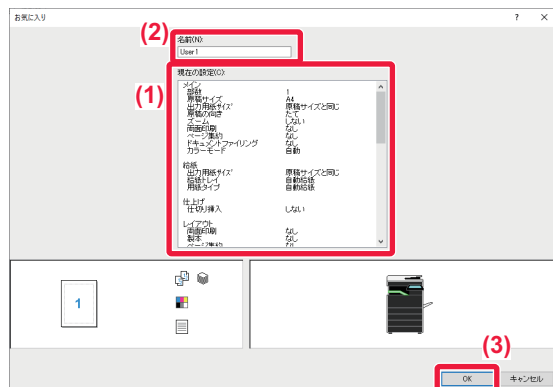 お気に入り
? ×
(2)
名前(N):
User1
(1)
現在の設定(C):
メイン
部数 1
原稿サイズ A4
出力用紙サイズ 原稿サイズと同じ
原稿の向き たて
ズーム しない
両面印刷 なし
ページ集約 なし
ドキュメントファイリング なし
カラーモード 自動
給紙
出力用紙サイズ 原稿サイズと同じ
給紙トレイ 自動給紙
用紙タイプ 自動給紙
仕上げ
仕切り挿入 しない
レイアウト
両面印刷 なし
製本 なし
ページ集約 なし
1
(3)
OK キャンセル